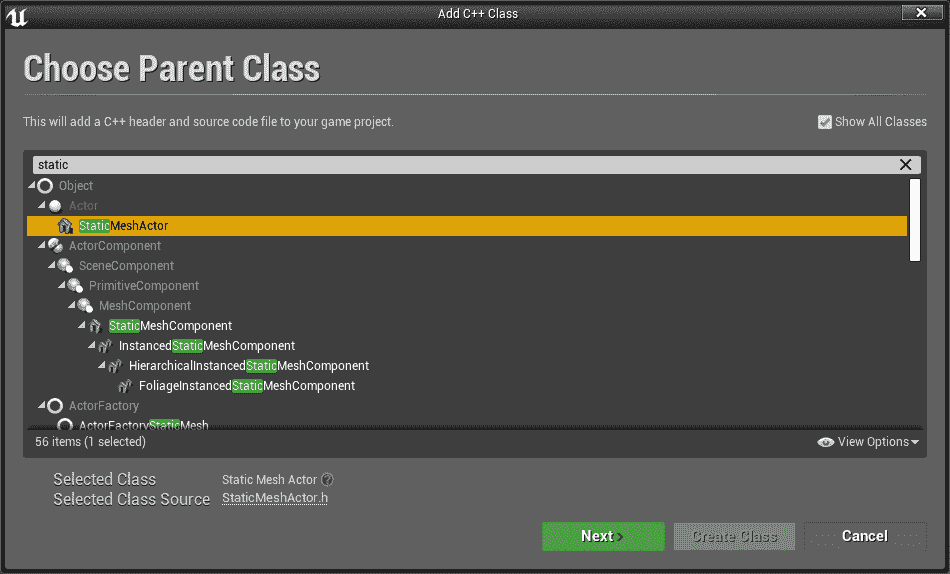 Add C++ Class
Choose Parent Class
This will add a C++ header and source code file to your game project.
Show All Classes
static
Object
Actor
StaticMeshActor
ActorComponent
SceneComponent
PrimitiveComponent
MeshComponent
StaticMeshComponent
InstancedStaticMeshComponent
HierarchicalInstancedStaticMeshComponent
FoliageInstancedStaticMeshComponent
ActorFactory
ActorFactoryStaticMesh
56 items (1 selected)
View Options
Selected Class Static Mesh Actor
Selected Class Source StaticMeshActor.h
Next
Create Class
Cancel